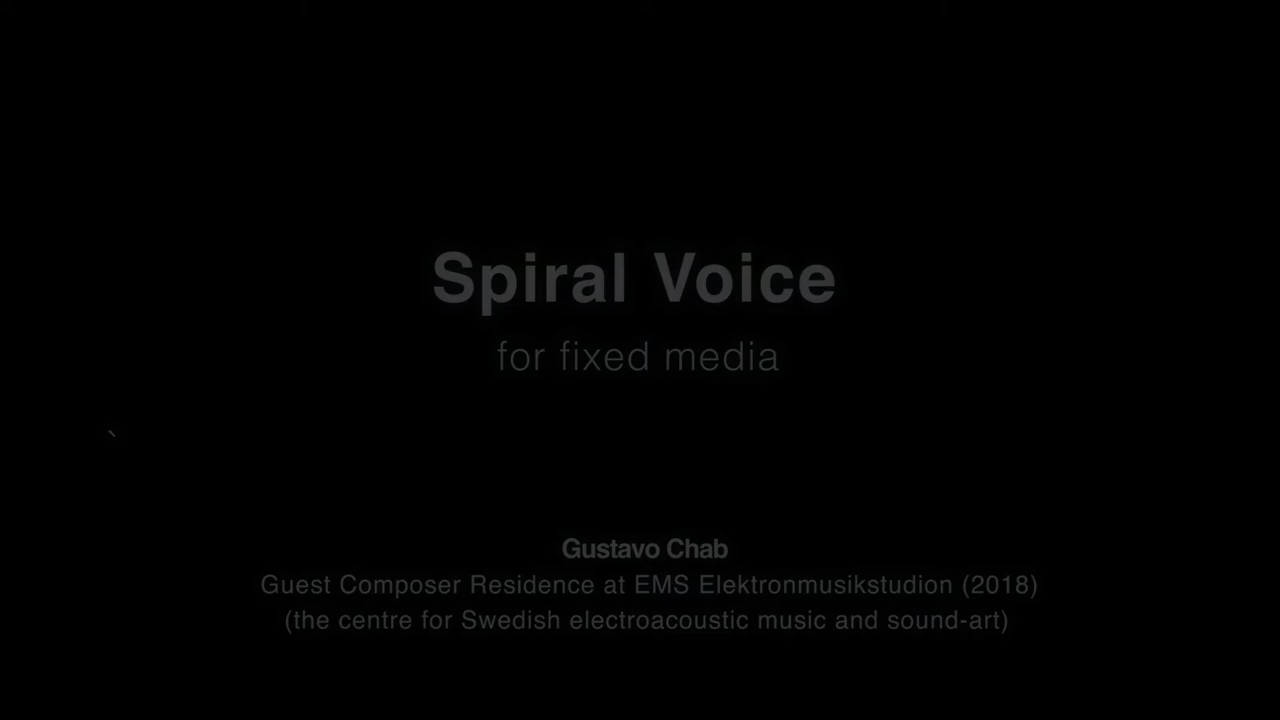 Spiral Voice
for fixed media
`
Gustavo Chab
Guest Composer Residence at EMS Elektronmusikstudion (2018)
(the centre for Swedish electroacoustic music and sound-art)